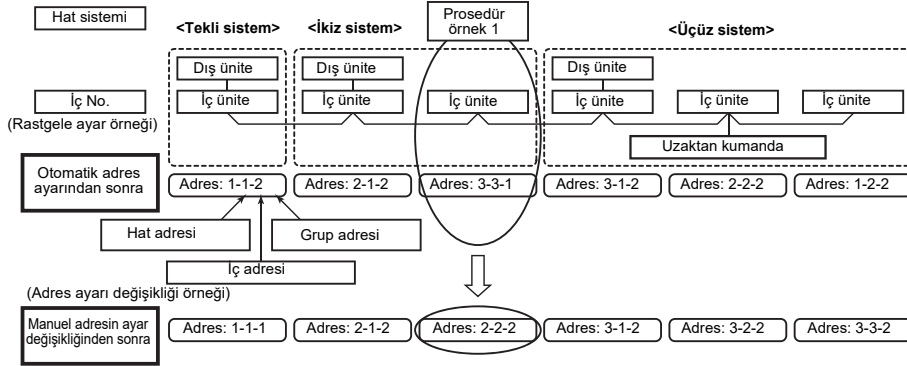 Hat sistemi
<Tekli sistem>
<İkiz sistem>
Prosedür
örnek 1
<Üçüz sistem>
Dış ünite
Dış ünite
Dış ünite
İç No.
(Rastgele ayar örneği)
İç ünite
İç ünite
İç ünite
İç ünite
İç ünite
İç ünite
Uzaktan kumanda
Otomatik adres
ayarından sonra
Adres: 1-1-2
Adres: 2-1-2
Adres: 3-3-1
Adres: 3-1-2
Adres: 2-2-2
Adres: 1-2-2
Hat adresi
Grup adresi
İç adresi
(Adres ayarı değişikliği örneği)
Manuel adresin ayar
değişikliğinden sonra
Adres: 1-1-1
Adres: 2-1-2
Adres: 2-2-2
Adres: 3-1-2
Adres: 3-2-2
Adres: 3-3-2